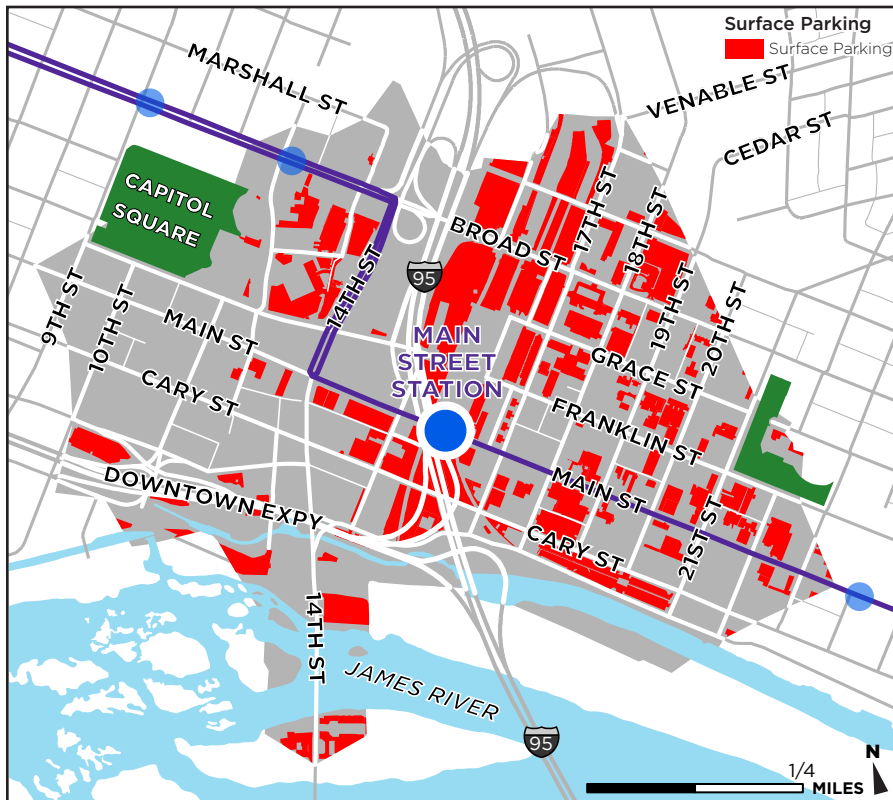 Surface Parking
Surface Parking
MARSHALL ST
VENABLE ST
CEDAR ST
CAPITOL
SQUARE
17TH ST
18TH ST
BROAD ST
14TH ST
95
19TH ST
20TH ST
9TH ST
10TH ST
MAIN ST
MAIN
STREET
STATION
GRACE ST
CARY ST
FRANKLIN ST
MAIN ST
DOWNTOWN EXPY
CARY ST
21ST ST
14TH ST
JAMES RIVER
95
N
1/4
MILES